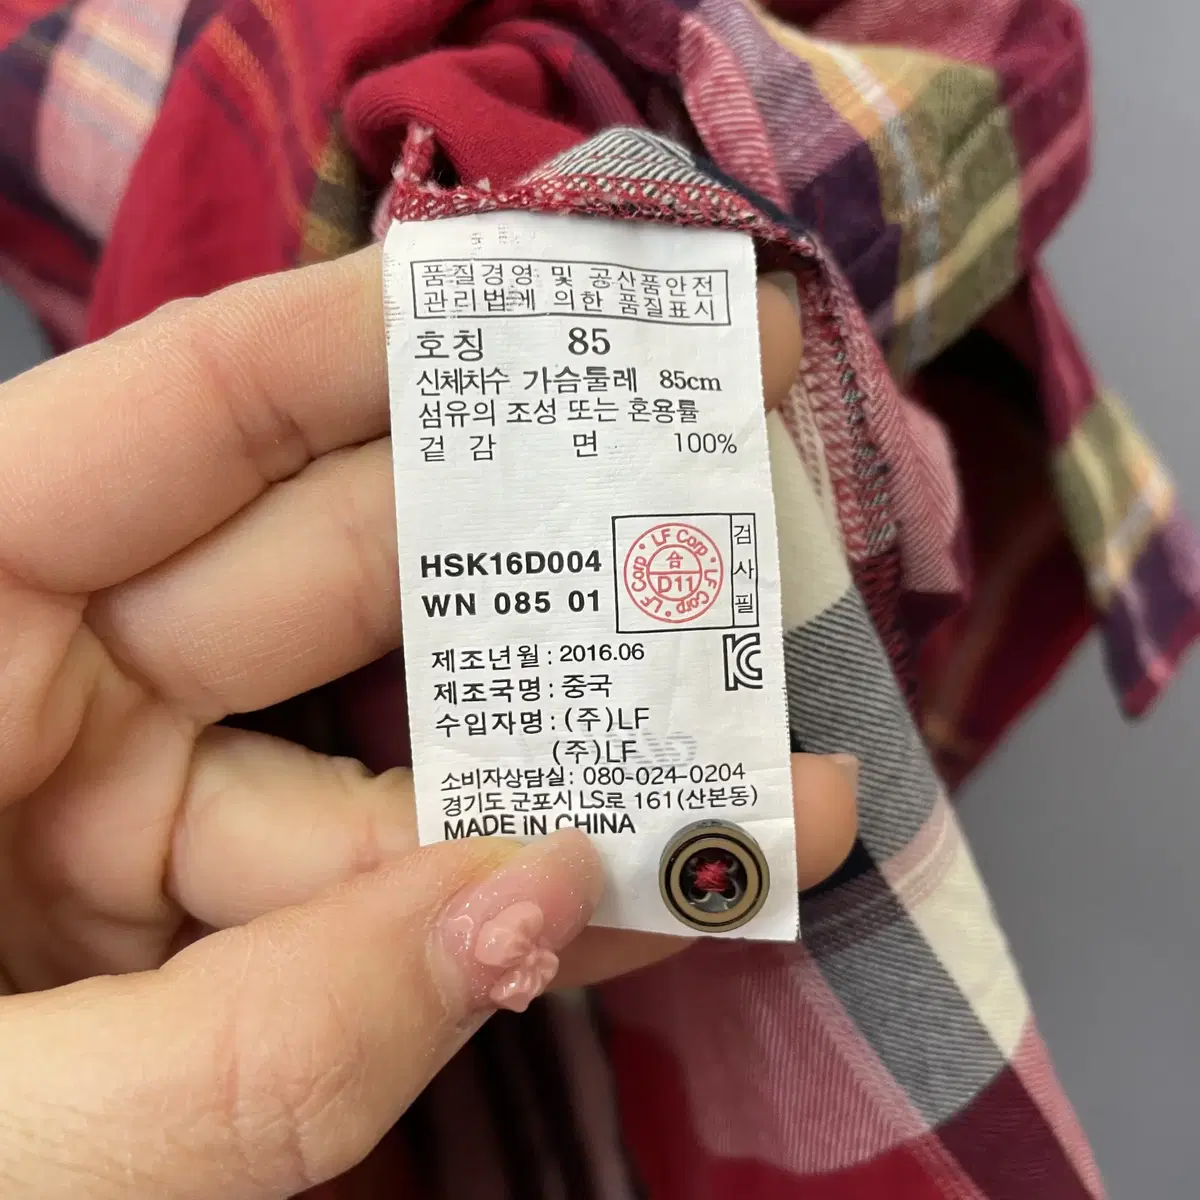 품질경영 및 공산품안전
관리법에 의한 품질표시
호칭 85
신체치수 가슴둘레 85cm
섬유의 조성 또는 혼용률
겉감 면 100%
HSK16D004
WN 085 01
LF Corp · LF Corp · LF Corp ·
合
D11
검사필
제조년월 : 2016.06
제조국명 : 중국
수입자명 : (주)LF
(주)LF
소비자상담실: 080-024-0204
경기도 군포시 LS로 161(산본동)
MADE iN CHINA